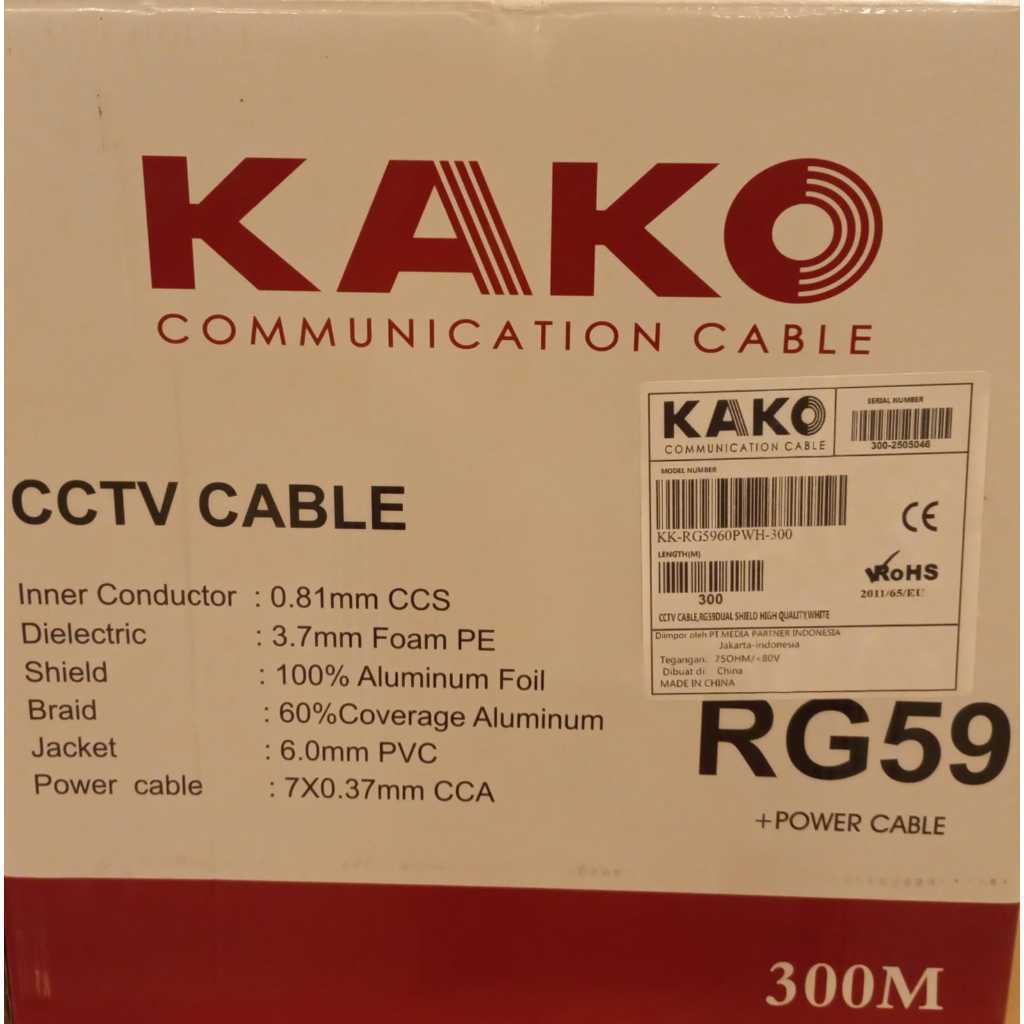 KAKO
COMMUNICATION CABLE
KAKO
COMMUNICATION CABLE
SERIAL NUMBER
300-2505046
MODEL NUMBER
KK-RG5960PWH-300
LENGTH(M)
300
CE
RoHS
2011/65/EU
CCTV CABLE,RG59DUAL SHIELD HIGH QUALITY WHITE
Diimpor oleh PT.MEDIA PARTNER INDONESIA
Jakarta-indonesia
Tegangan: 75OHM/<80V
Dibuat di: China
MADE IN CHINA
CCTV CABLE
Inner Conductor : 0.81mm CCS
Dielectric : 3.7mm Foam PE
Shield : 100% Aluminum Foil
Braid : 60%Coverage Aluminum
Jacket : 6.0mm PVC
Power cable : 7X0.37mm CCA
RG59
+POWER CABLE
300M